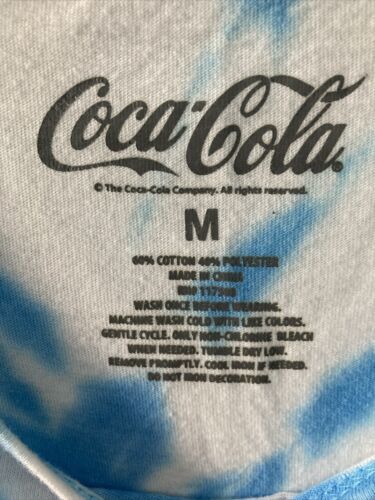 Coca-Cola®
© The Coca-Cola Company. All rights reserved.
M
60% COTTON 40% POLYESTER
MADE IN CHINA
WASH ONCE BEFORE WEARING.
MACHINE WASH COLD WITH LIKE COLORS.
GENTLE CYCLE. ONLY NON-CHLORINE BLEACH
WHEN NEEDED. TUMBLE DRY LOW.
REMOVE PROMPTLY. COOL IRON IF NEEDED.
DO NOT IRON DECORATION.